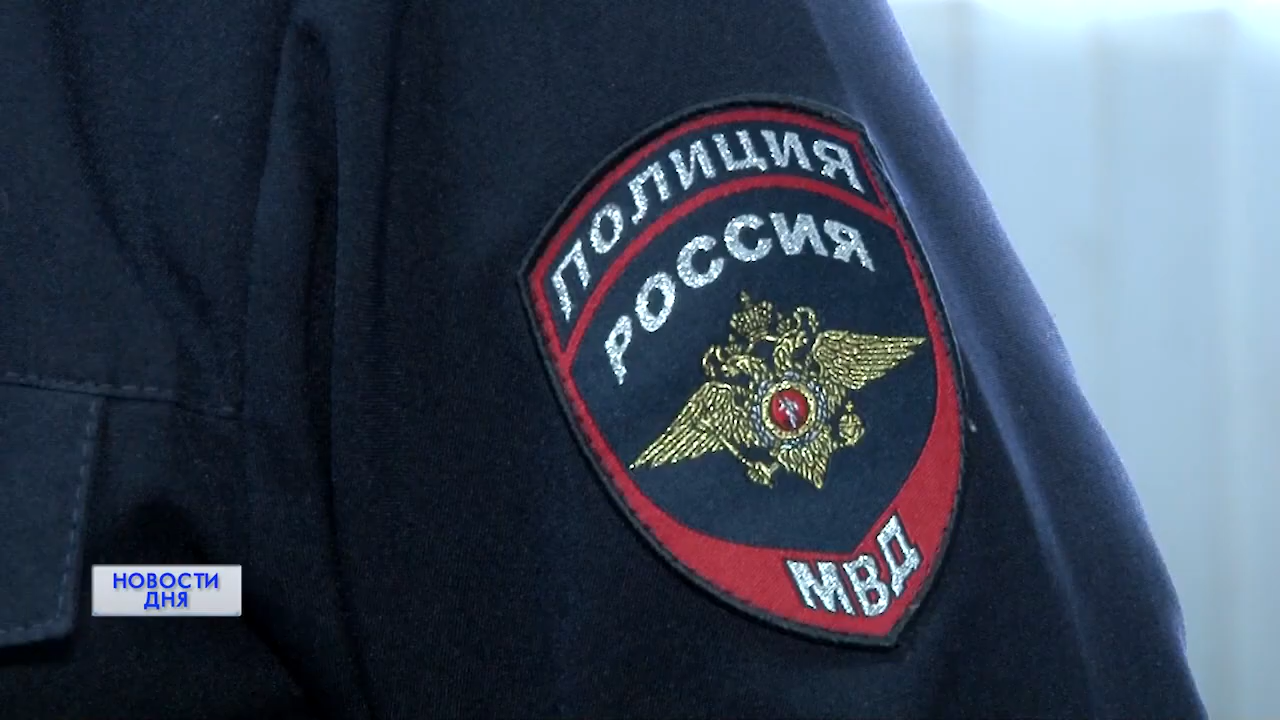 ПОЛИЦИЯ
РОССИЯ
МВД
НОВОСТИ
ДНЯ